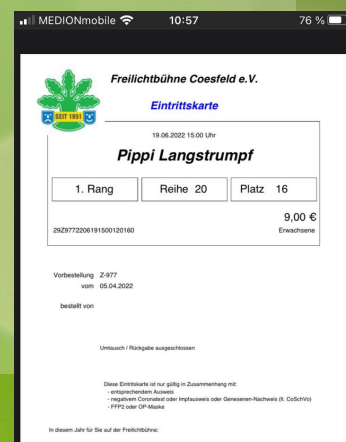 MEDIONmobile 10:57 76 %
Freilichtbühne Coesfeld e.V.
SEIT 1951
Eintrittskarte
19.06.2022 15:00 Uhr
Pippi Langstrumpf
1. Rang Reihe 20 Platz 16
9,00 €
29Z9772206191500120160 Erwachsene
Vorbestellung Z-977
vom 05.04.2022
bestellt von
Umtausch / Rückgabe ausgeschlossen
Diese Eintrittskarte ist nur gültig in Zusammenhang mit:
- entsprechendem Ausweis
- negativem Coronatest oder Impfausweis oder Genesenen-Nachweis (lt. CoSchVo)
- FFP2 oder OP-Maske
In diesem Jahr für Sie auf der Freilichtbühne: